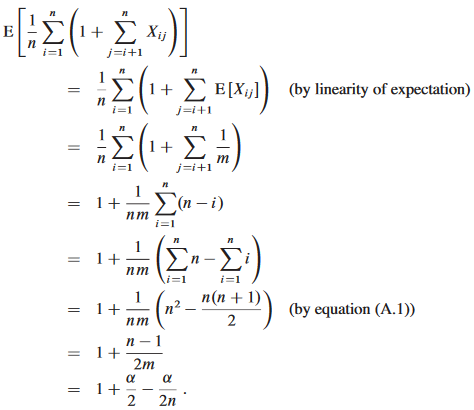 E[1/n ∑_{i=1}^{n} (1 + ∑_{j=i+1}^{n} X_{ij})]
= 1/n ∑_{i=1}^{n} (1 + ∑_{j=i+1}^{n} E[X_{ij}]) (by linearity of expectation)
= 1/n ∑_{i=1}^{n} (1 + ∑_{j=i+1}^{n} 1/m)
= 1 + 1/nm ∑_{i=1}^{n} (n − i)
= 1 + 1/nm (∑_{i=1}^{n} n − ∑_{i=1}^{n} i)
= 1 + 1/nm (n² − n(n + 1)/2) (by equation (A.1))
= 1 + n − 1/2m
= 1 + α/2 − α/2n .